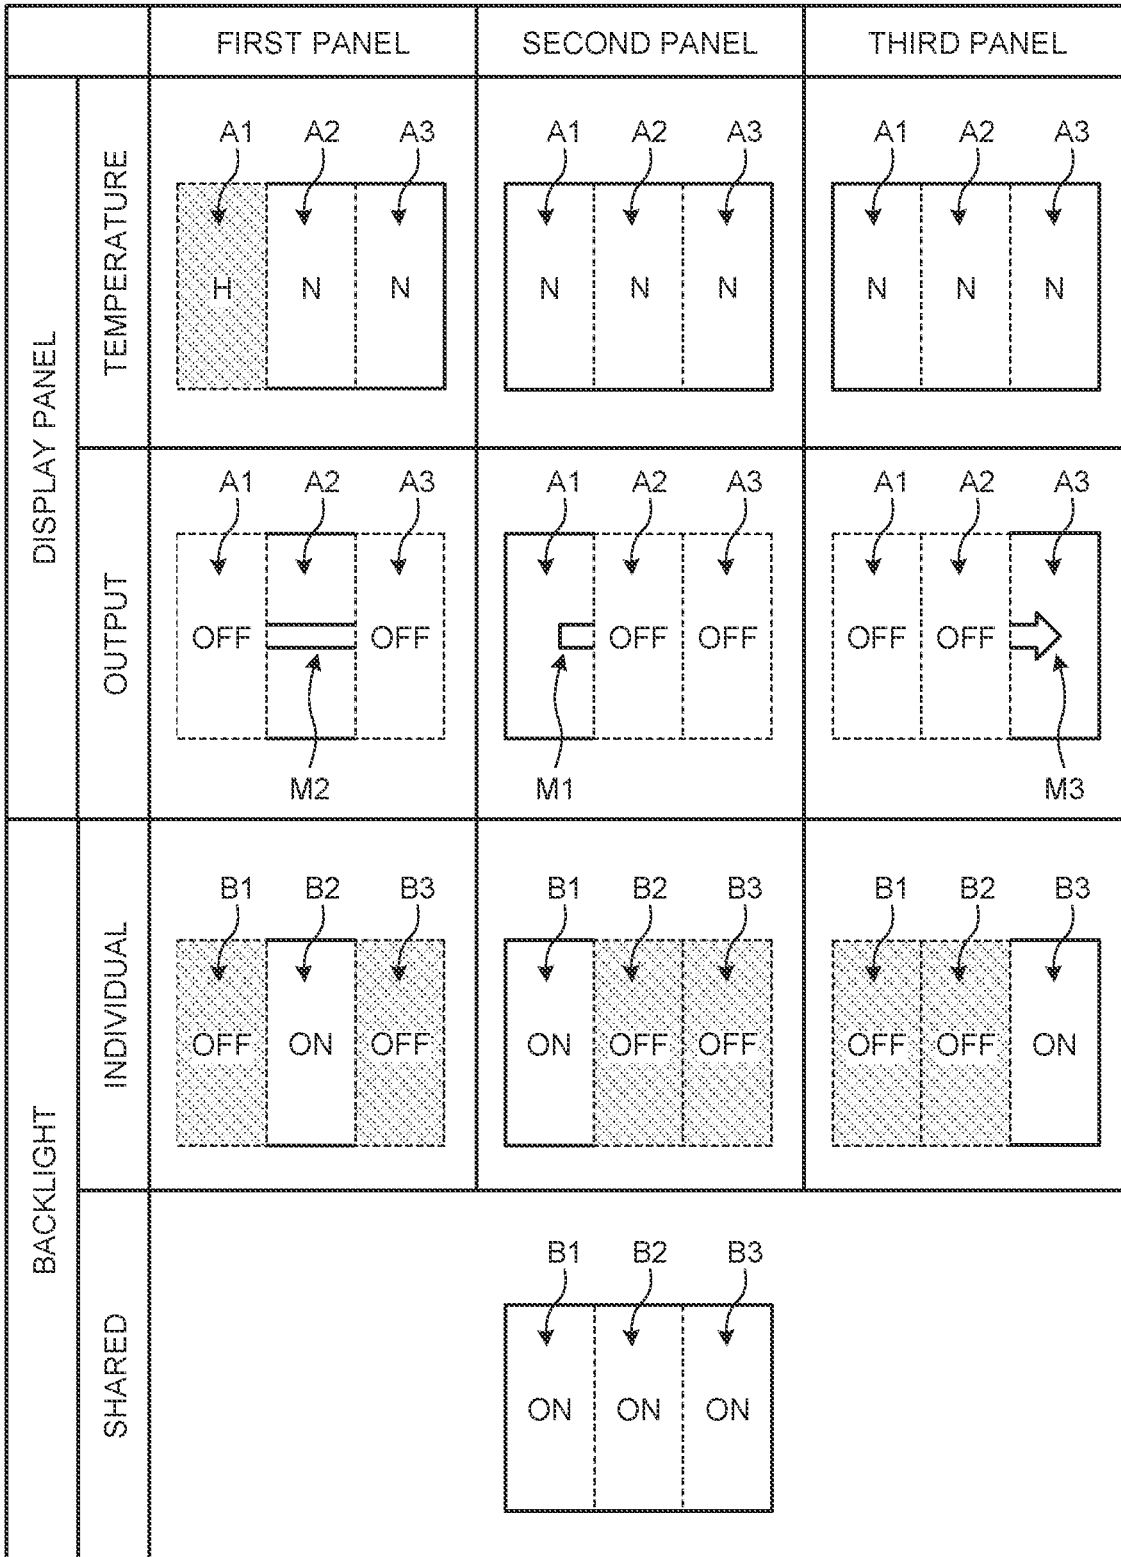 FIRST PANEL SECOND PANEL THIRD PANEL
DISPLAY PANEL
TEMPERATURE
A1 A2 A3 A1 A2 A3 A1 A2 A3
H N N N N N N N N
OUTPUT
A1 A2 A3 A1 A2 A3 A1 A2 A3
OFF OFF OFF OFF OFF OFF
M2 M1 M3
BACKLIGHT
INDIVIDUAL
B1 B2 B3 B1 B2 B3 B1 B2 B3
OFF ON OFF ON OFF OFF OFF OFF ON
SHARED
B1 B2 B3
ON ON ON